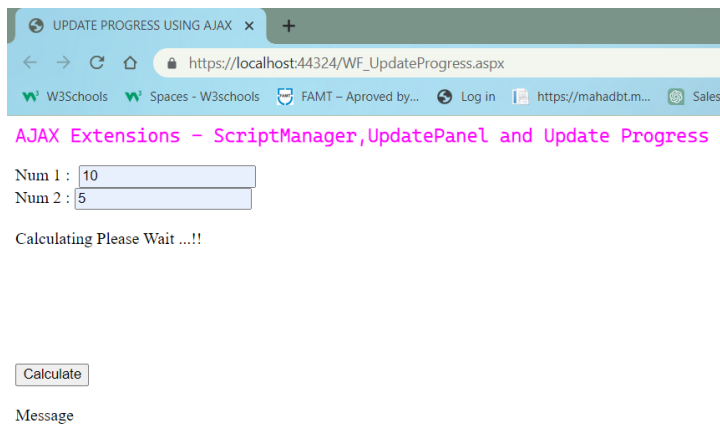 UPDATE PROGRESS USING AJAX
https://localhost:44324/WF_UpdateProgress.aspx
W3Schools Spaces - W3schools FAMT – Aproved by... Log in https://mahadbt.m... Sales
AJAX Extensions – ScriptManager,UpdatePanel and Update Progress
Num 1 : 10
Num 2 : 5
Calculating Please Wait ...!!
Calculate
Message